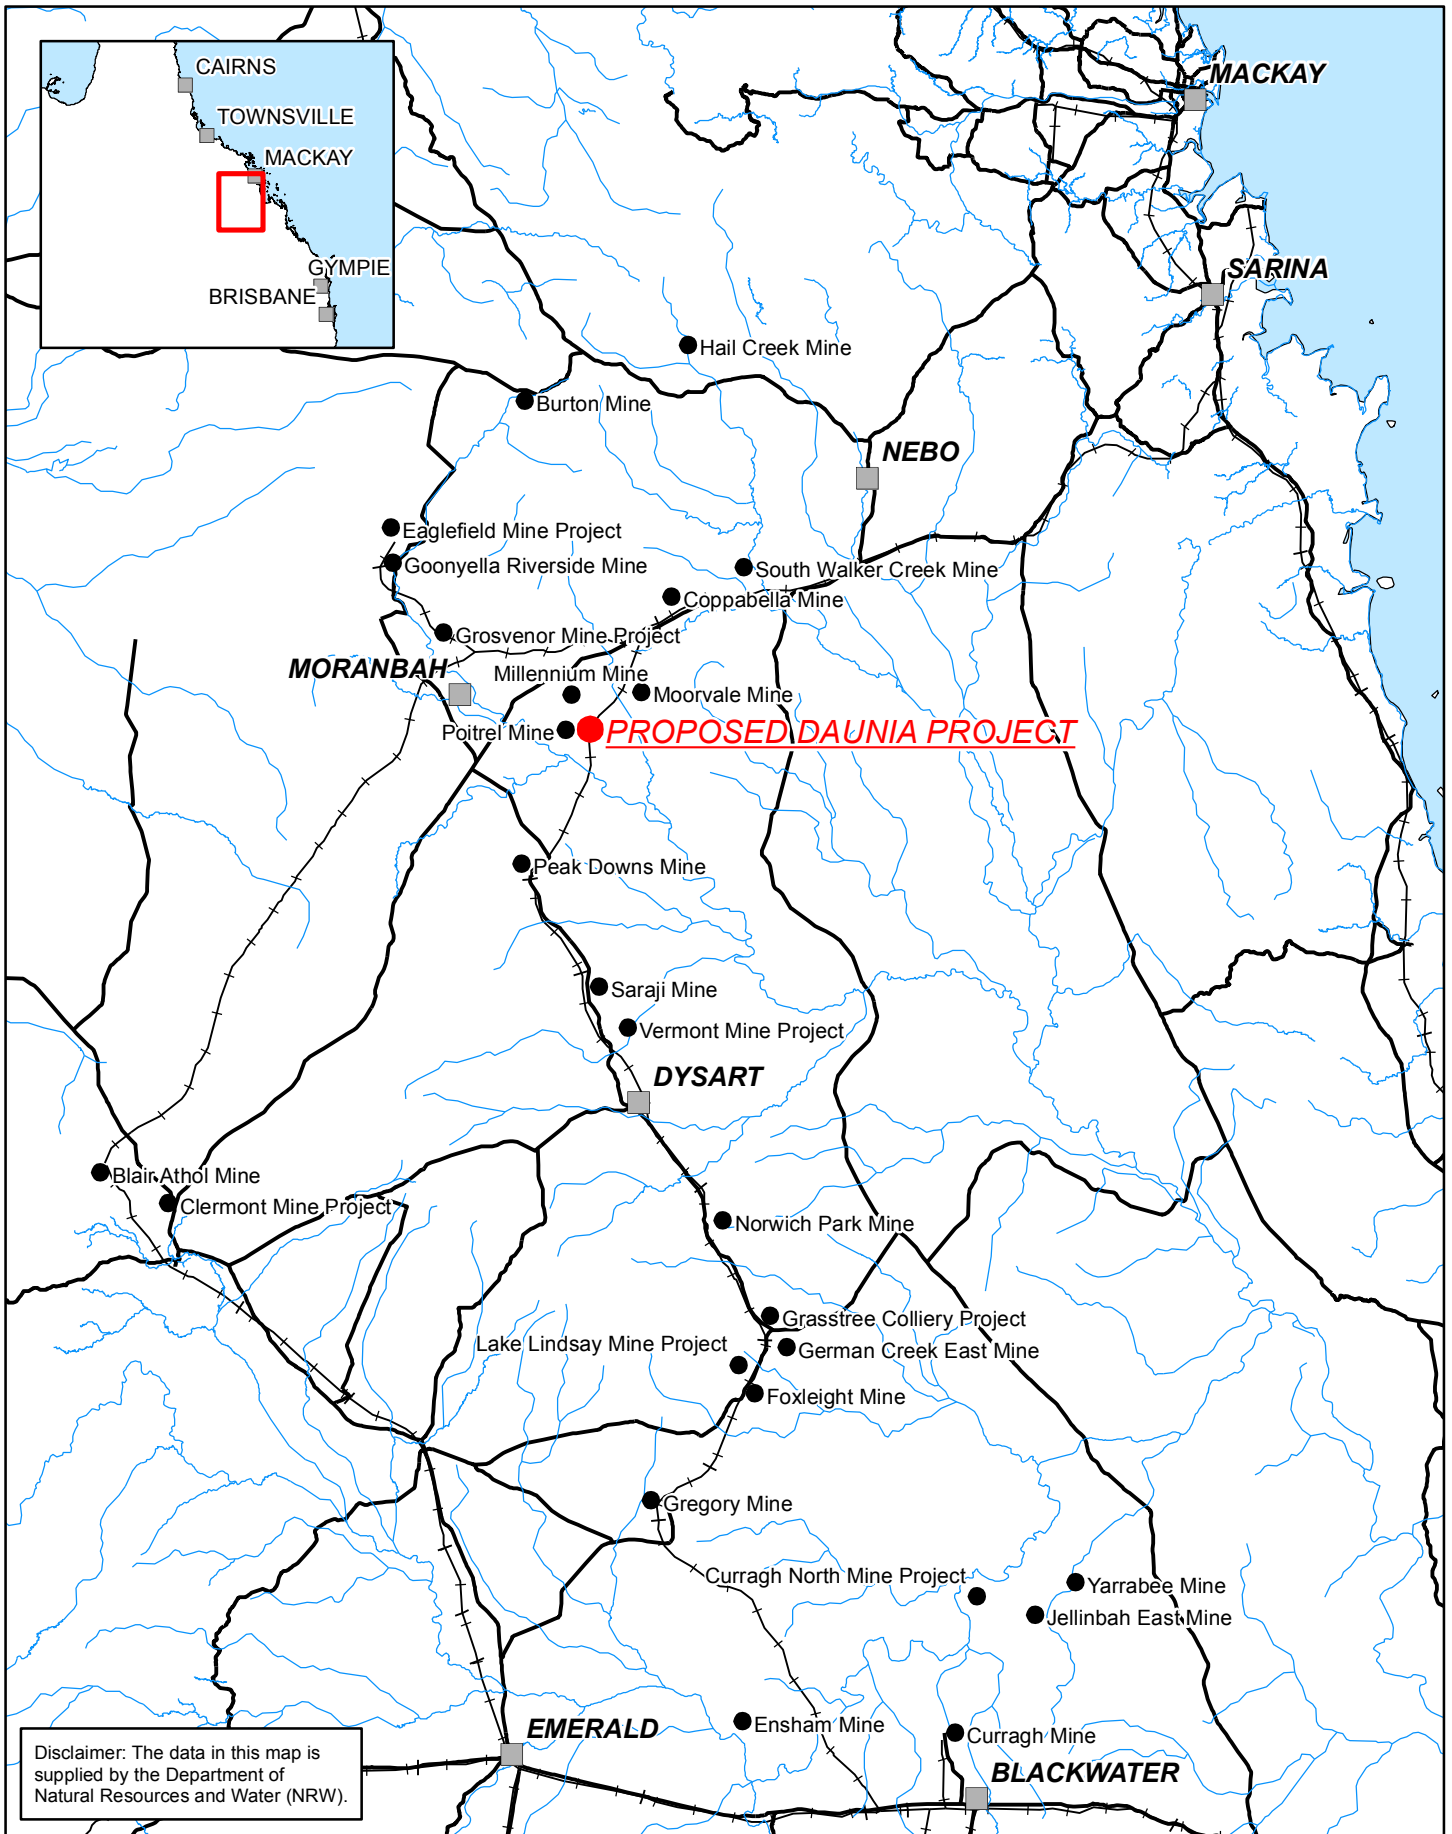 CAIRNS
TOWNSVILLE
MACKAY
GYMPIE
BRISBANE
MACKAY
SARINA
Hail Creek Mine
Burton Mine
NEBO
Eaglefield Mine Project
Goonyella Riverside Mine
South Walker Creek Mine
Coppabella Mine
Grosvenor Mine Project
MORANBAH
Millennium Mine
Moorvale Mine
Poitrel Mine
PROPOSED DAUNIA PROJECT
Peak Downs Mine
Saraji Mine
Vermont Mine Project
DYSART
Blair Athol Mine
Clermont Mine Project
Norwich Park Mine
Grasstree Colliery Project
Lake Lindsay Mine Project
German Creek East Mine
Foxleight Mine
Gregory Mine
Curragh North Mine Project
Yarrabee Mine
Jellinbah East Mine
Ensham Mine
EMERALD
Curragh Mine
BLACKWATER
Disclaimer: The data in this map is
supplied by the Department of
Natural Resources and Water (NRW).